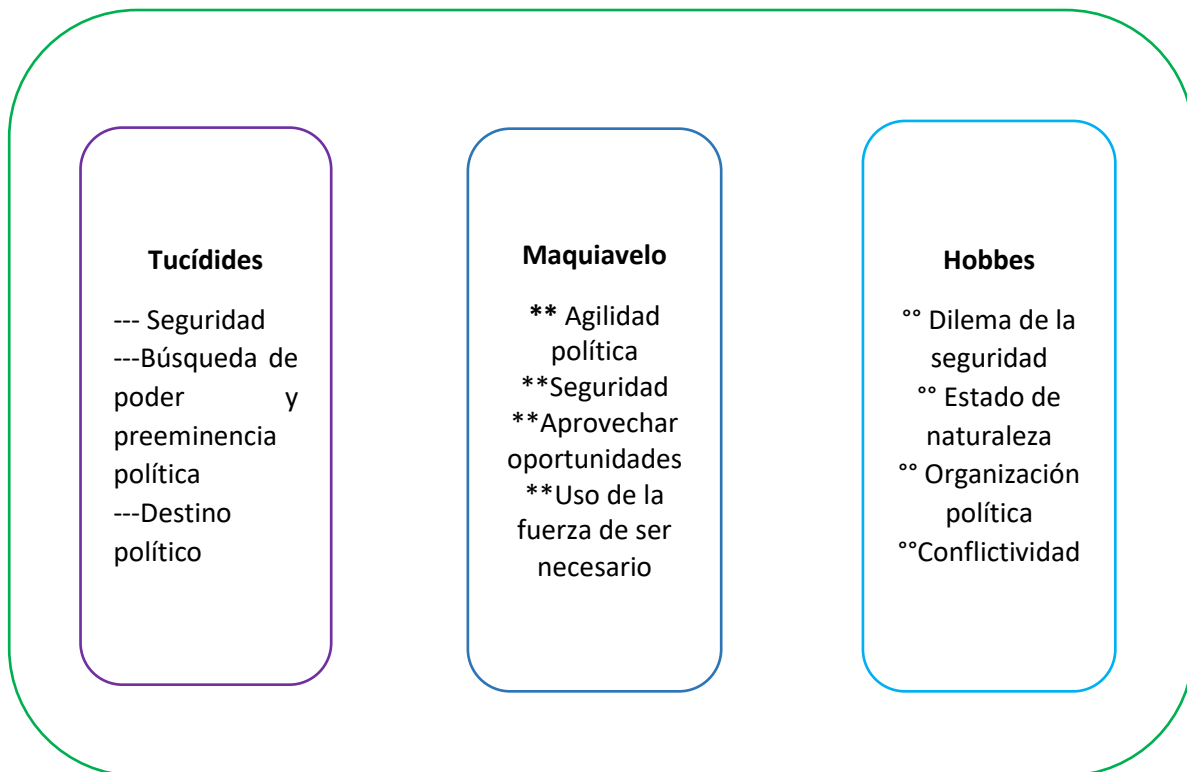 Tucídides
--- Seguridad
---Búsqueda de
poder y
preeminencia
política
---Destino
político
Maquiavelo
** Agilidad
política
**Seguridad
**Aprovechar
oportunidades
**Uso de la
fuerza de ser
necesario
Hobbes
°° Dilema de la
seguridad
°° Estado de
naturaleza
°° Organización
política
°°Conflictividad